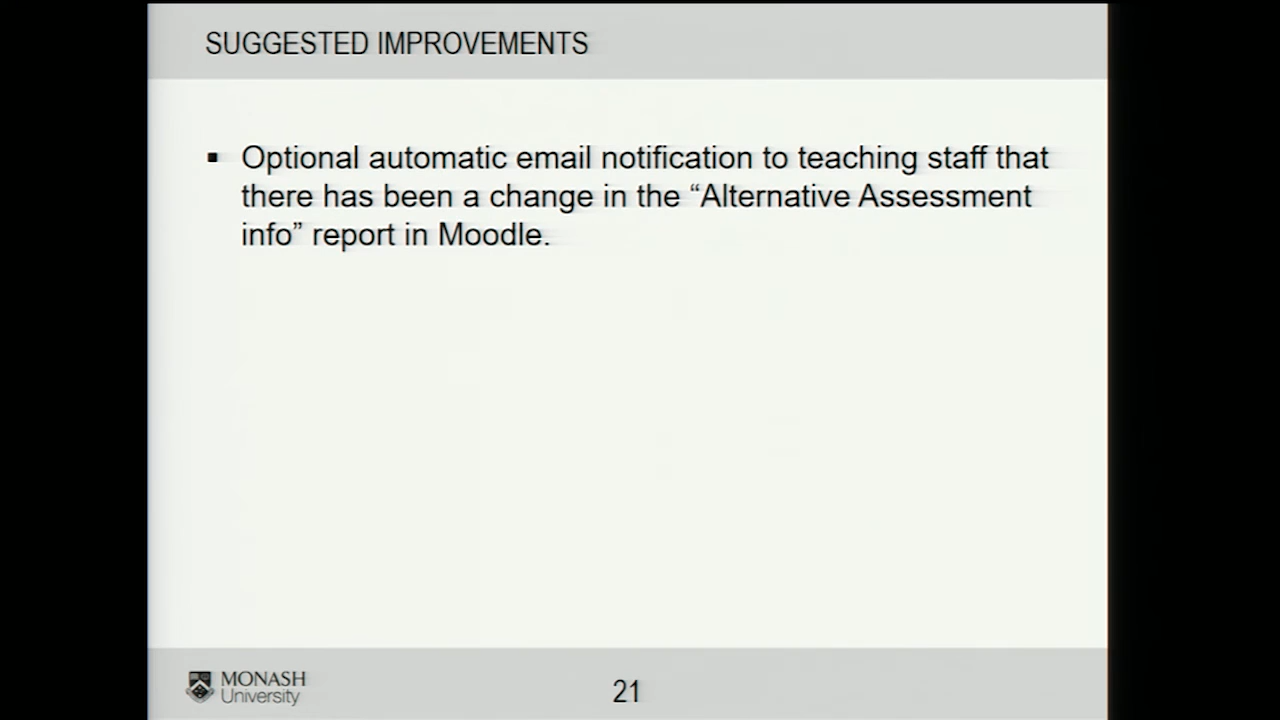 SUGGESTED IMPROVEMENTS
▪ Optional automatic email notification to teaching staff that
there has been a change in the “Alternative Assessment
info” report in Moodle.
MONASH
University
21